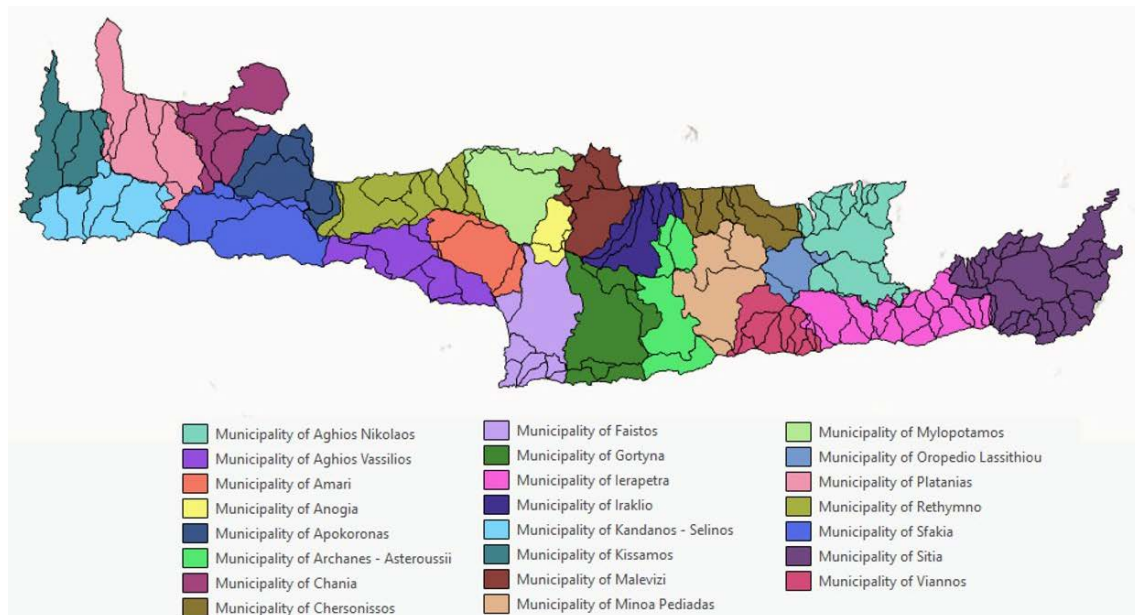 Municipality of Aghios Nikolaos
Municipality of Aghios Vassilios
Municipality of Amari
Municipality of Anogia
Municipality of Apokoronas
Municipality of Archanes - Asteroussii
Municipality of Chania
Municipality of Chersonissos
Municipality of Faistos
Municipality of Gortyna
Municipality of Ierapetra
Municipality of Iraklio
Municipality of Kandanos - Selinos
Municipality of Kissamos
Municipality of Malevizi
Municipality of Minoa Pediadas
Municipality of Mylopotamos
Municipality of Oropedio Lassithiou
Municipality of Platanias
Municipality of Rethymno
Municipality of Sfakia
Municipality of Sitia
Municipality of Viannos